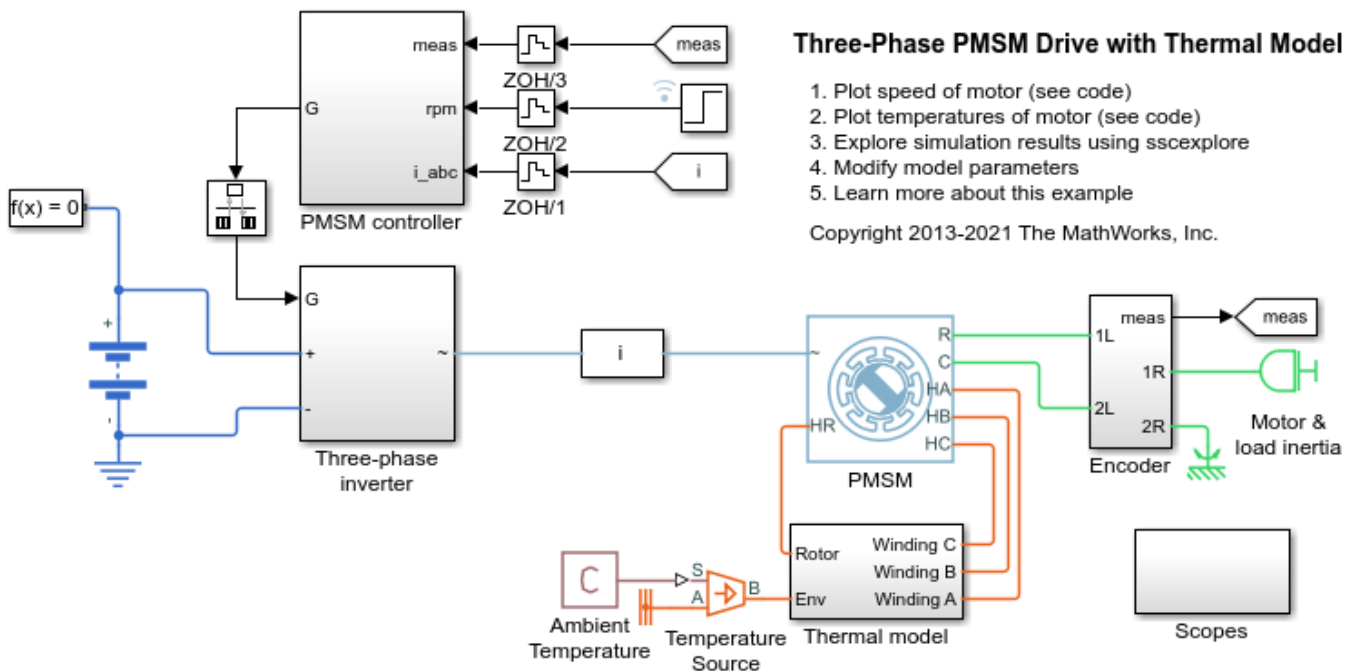 Three-Phase PMSM Drive with Thermal Model
1. Plot speed of motor (see code)
2. Plot temperatures of motor (see code)
3. Explore simulation results using sscexplore
4. Modify model parameters
5. Learn more about this example
Copyright 2013-2021 The MathWorks, Inc.
meas
meas
ZOH/3
G
rpm
ZOH/2
i_abc
i
ZOH/1
PMSM controller
f(x) = 0
G
+
+
~
-
-
Three-phase
inverter
i
~
R
C
HA
HB
HC
HR
PMSM
meas
meas
1L
1R
2L
2R
Encoder
Motor &
load inertia
Rotor
Winding C
Winding B
Env
Winding A
Thermal model
C
S
A
B
Ambient
Temperature
Temperature
Source
Scopes